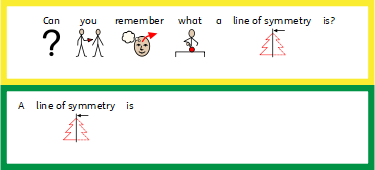 Can you remember what a line of symmetry is?
A line of symmetry is